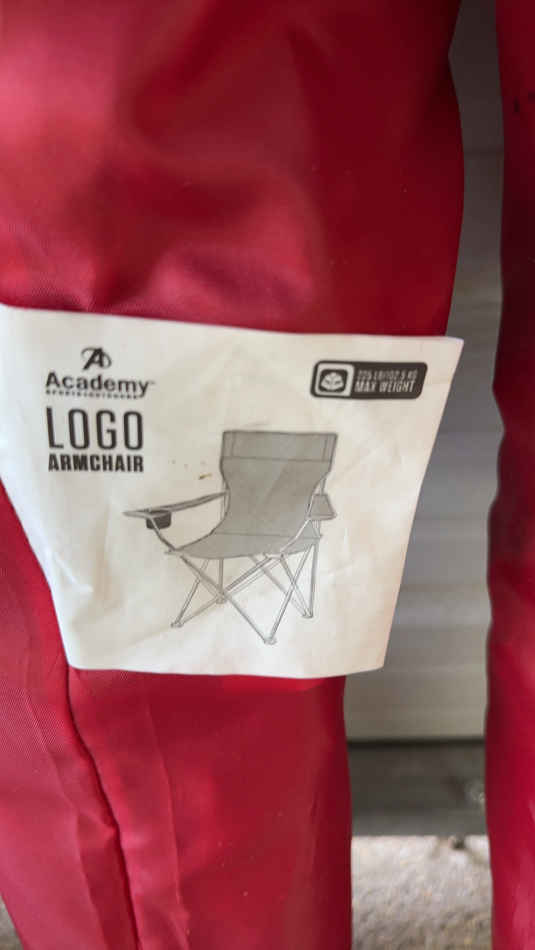 Academy
SPORTS+OUTDOORS
LOGO
ARMCHAIR
225 LB/102.5 KG
MAX WEIGHT